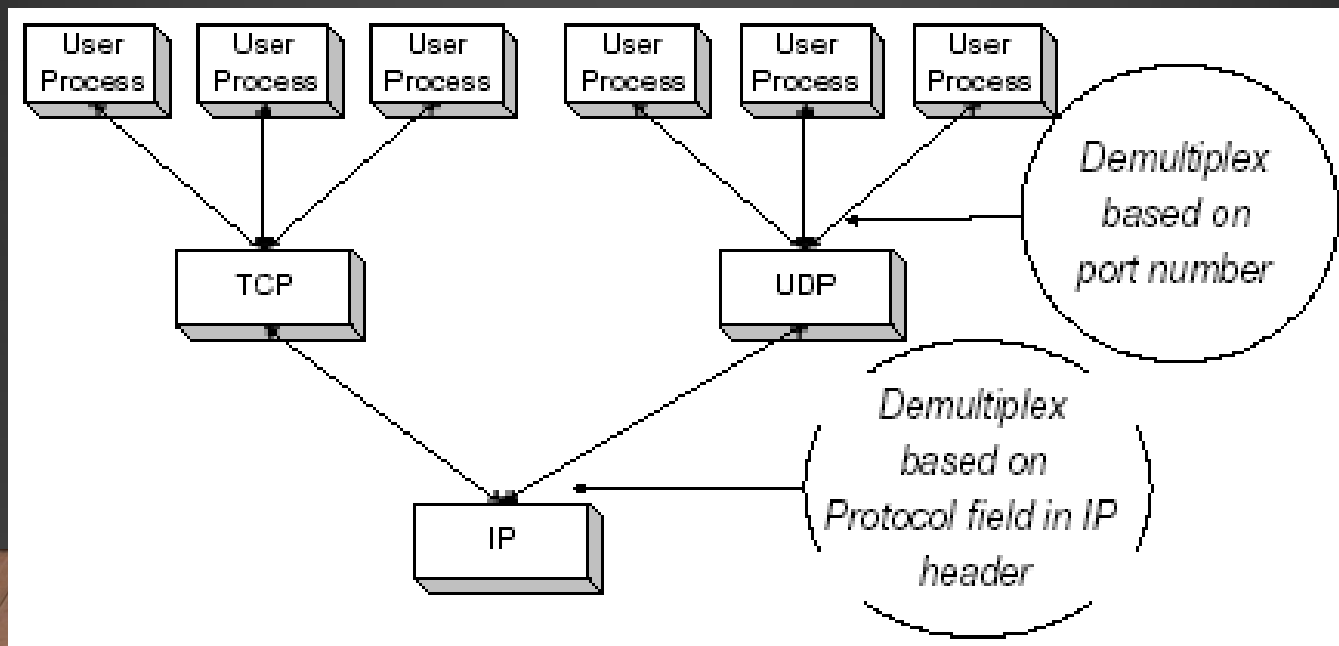 User
Process
User
Process
User
Process
User
Process
User
Process
User
Process
Demultiplex
based on
port number
TCP
UDP
Demultiplex
based on
Protocol field in IP
header
IP